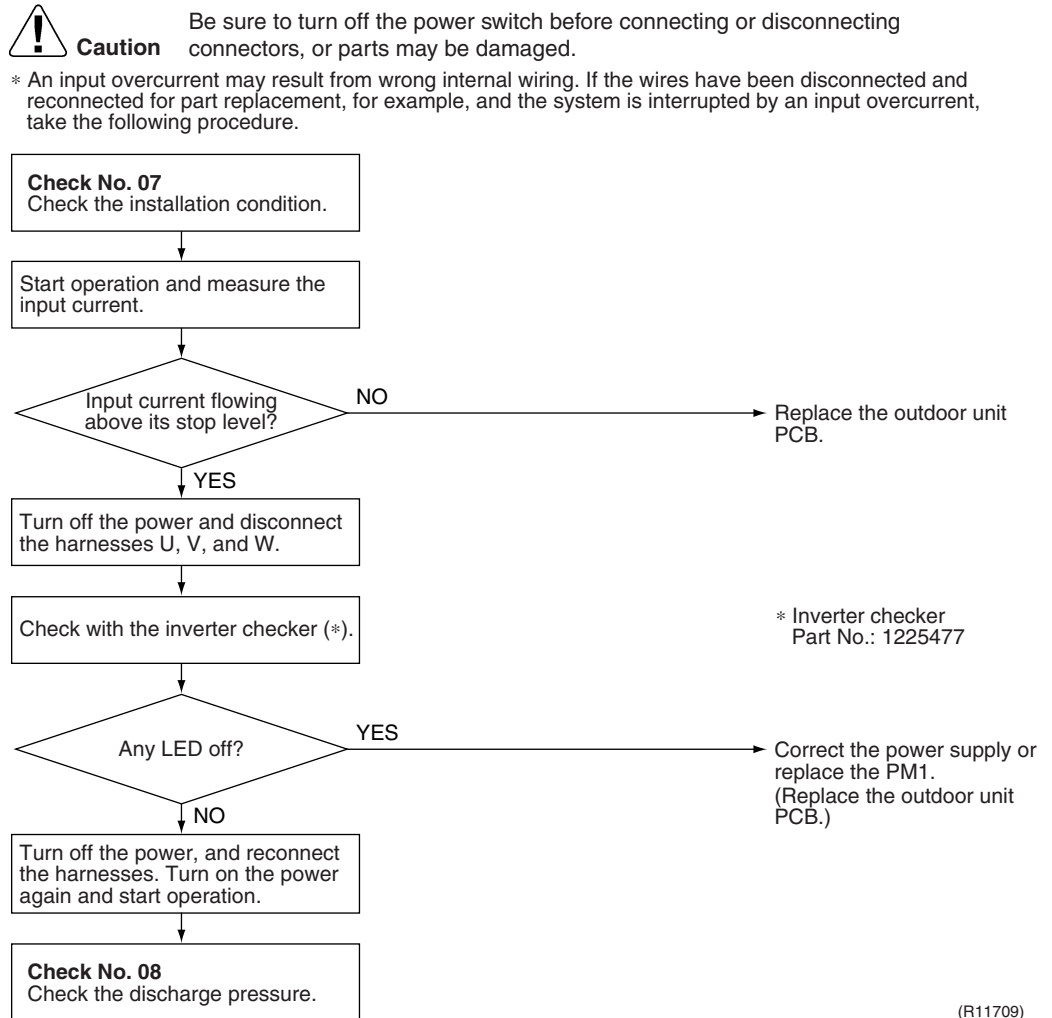 Caution
Be sure to turn off the power switch before connecting or disconnecting
connectors, or parts may be damaged.
* An input overcurrent may result from wrong internal wiring. If the wires have been disconnected and
reconnected for part replacement, for example, and the system is interrupted by an input overcurrent,
take the following procedure.
Check No. 07
Check the installation condition.
Start operation and measure the
input current.
Input current flowing
above its stop level?
NO
Replace the outdoor unit
PCB.
YES
Turn off the power and disconnect
the harnesses U, V, and W.
Check with the inverter checker (*).
* Inverter checker
Part No.: 1225477
Any LED off?
YES
Correct the power supply or
replace the PM1.
(Replace the outdoor unit
PCB.)
NO
Turn off the power, and reconnect
the harnesses. Turn on the power
again and start operation.
Check No. 08
Check the discharge pressure.
(R11709)